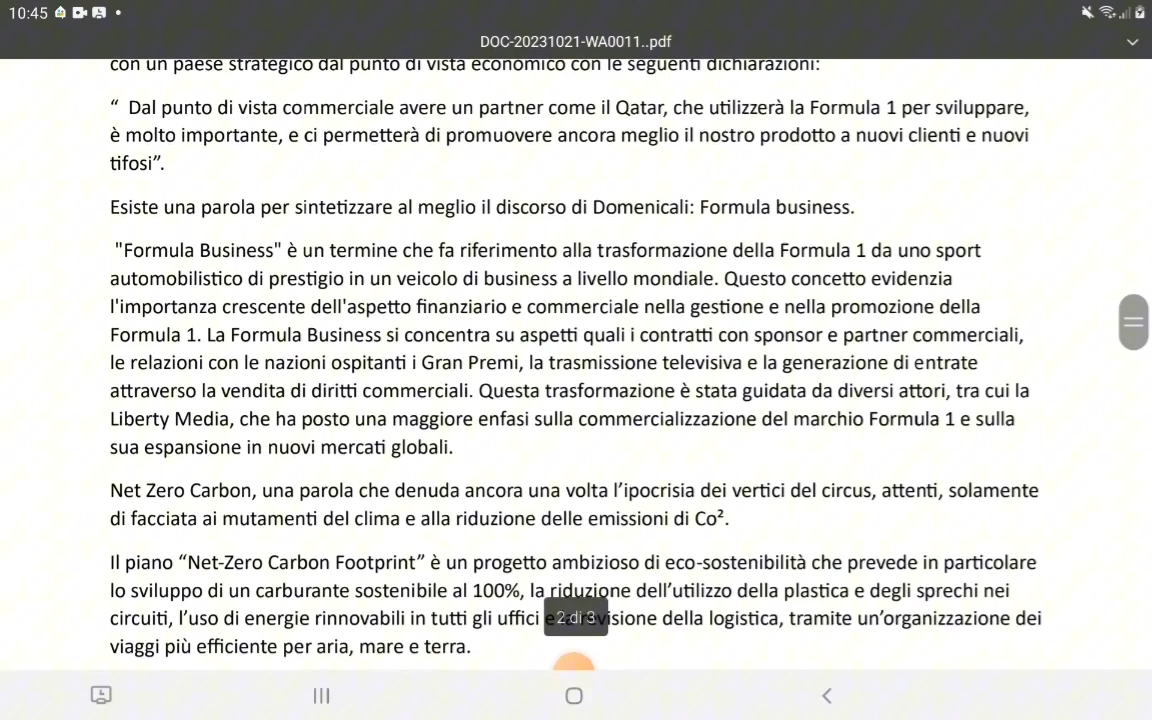 10:45
DOC-20231021-WA0011..pdf
con un paese strategico dal punto di vista economico con le seguenti dichiarazioni:
“ Dal punto di vista commerciale avere un partner come il Qatar, che utilizzerà la Formula 1 per sviluppare,
è molto importante, e ci permetterà di promuovere ancora meglio il nostro prodotto a nuovi clienti e nuovi
tifosi”.
Esiste una parola per sintetizzare al meglio il discorso di Domenicali: Formula business.
"Formula Business" è un termine che fa riferimento alla trasformazione della Formula 1 da uno sport
automobilistico di prestigio in un veicolo di business a livello mondiale. Questo concetto evidenzia
l'importanza crescente dell'aspetto finanziario e commerciale nella gestione e nella promozione della
Formula 1. La Formula Business si concentra su aspetti quali i contratti con sponsor e partner commerciali,
le relazioni con le nazioni ospitanti i Gran Premi, la trasmissione televisiva e la generazione di entrate
attraverso la vendita di diritti commerciali. Questa trasformazione è stata guidata da diversi attori, tra cui la
Liberty Media, che ha posto una maggiore enfasi sulla commercializzazione del marchio Formula 1 e sulla
sua espansione in nuovi mercati globali.
Net Zero Carbon, una parola che denuda ancora una volta l’ipocrisia dei vertici del circus, attenti, solamente
di facciata ai mutamenti del clima e alla riduzione delle emissioni di Co².
Il piano “Net-Zero Carbon Footprint” è un progetto ambizioso di eco-sostenibilità che prevede in particolare
lo sviluppo di un carburante sostenibile al 100%, la riduzione dell’utilizzo della plastica e degli sprechi nei
circuiti, l’uso di energie rinnovabili in tutti gli uffici e 2 di 3 della logistica, tramite un’organizzazione dei
viaggi più efficiente per aria, mare e terra.